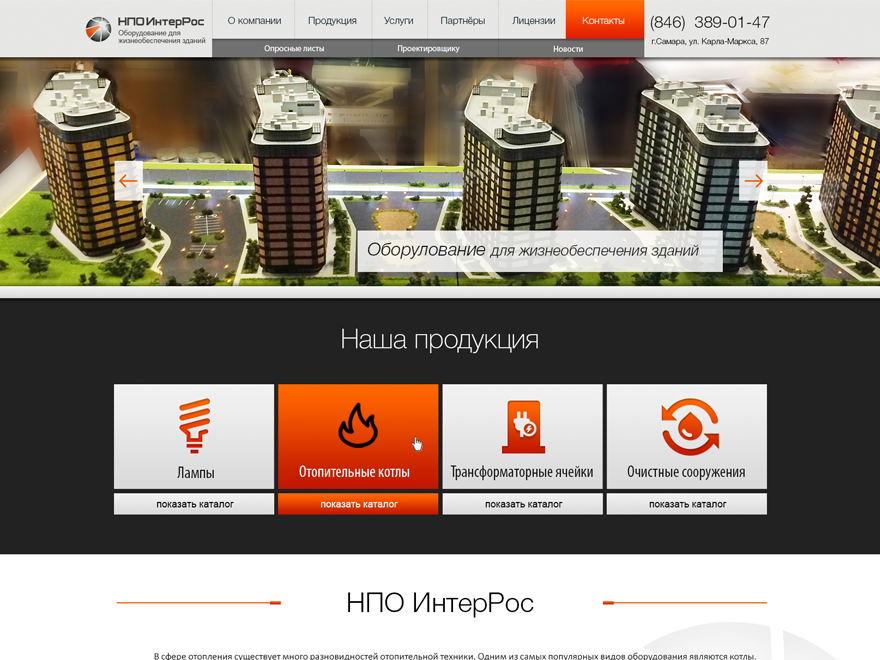 НПО ИнтерРос
Оборудование для
жизнеобеспечения зданий
О компании
Продукция
Услуги
Партнёры
Лицензии
Контакты
Опросные листы
Проектировщику
Новости
(846) 389-01-47
г.Самара, ул. Карла-Маркса, 87
Оборулование для жизнеобеспечения зданий
Наша продукция
Лампы
Отопительные котлы
Трансформаторные ячейки
Очистные сооружения
показать каталог
показать каталог
показать каталог
показать каталог
НПО ИнтерРос
В сфере отопления существует много разновидностей отопительной техники. Одним из самых популярных видов оборудования являются котлы.